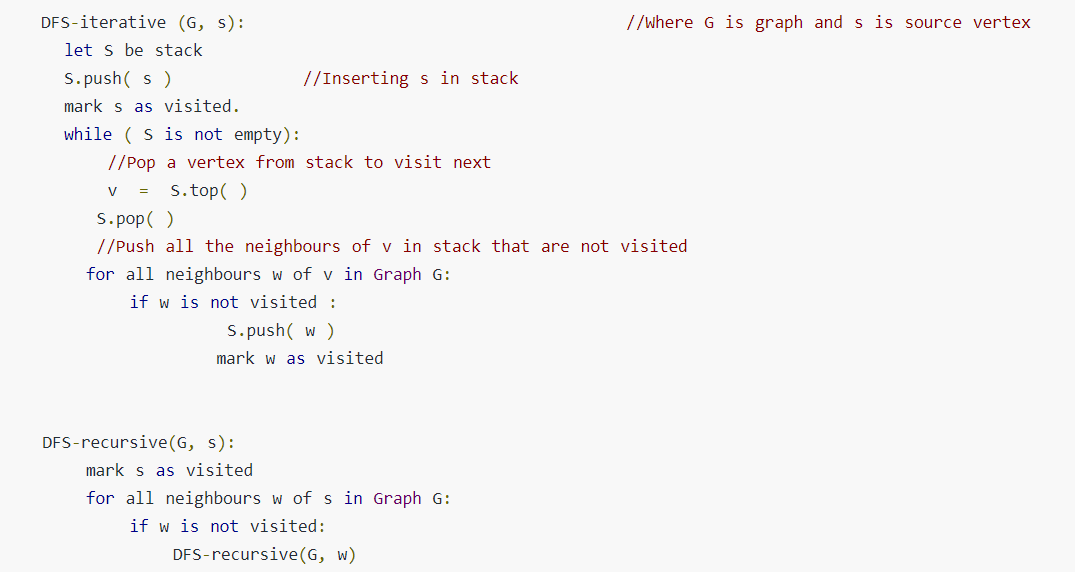 DFS-iterative (G, s): //Where G is graph and s is source vertex
let S be stack
S.push( s ) //Inserting s in stack
mark s as visited.
while ( S is not empty):
//Pop a vertex from stack to visit next
v = S.top( )
S.pop( )
//Push all the neighbours of v in stack that are not visited
for all neighbours w of v in Graph G:
if w is not visited :
S.push( w )
mark w as visited
DFS-recursive(G, s):
mark s as visited
for all neighbours w of s in Graph G:
if w is not visited:
DFS-recursive(G, w)